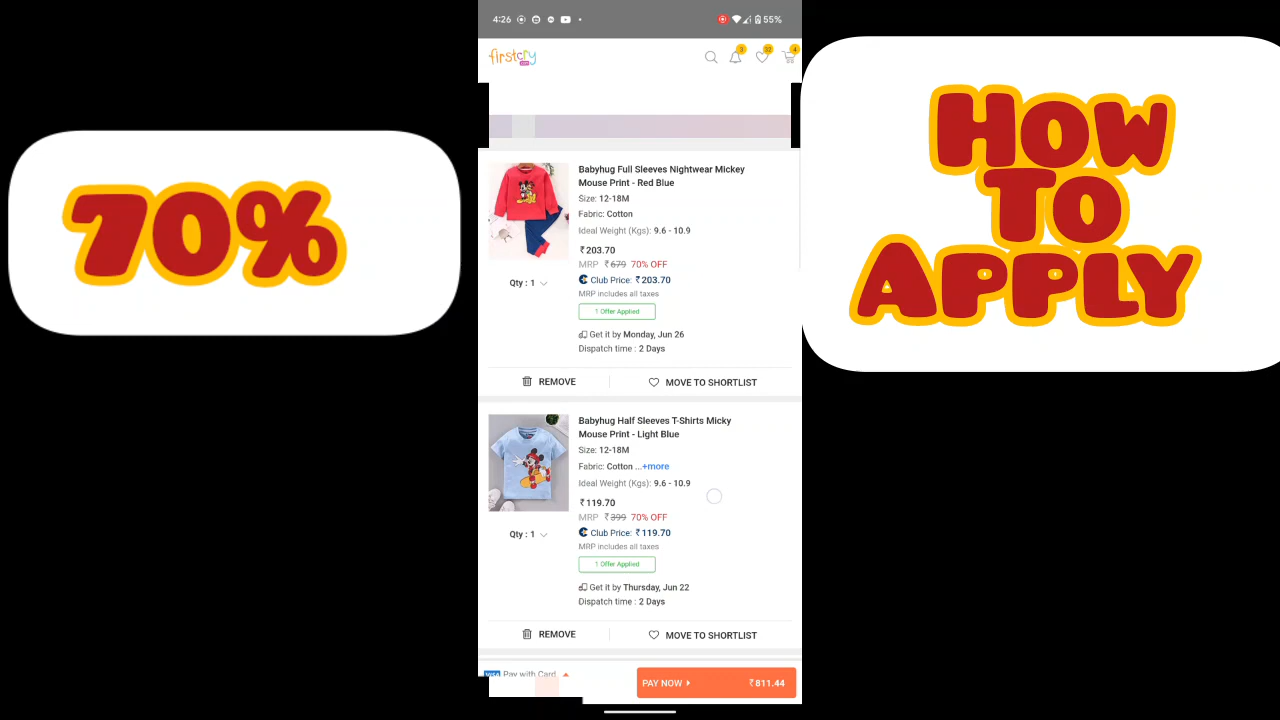 70%
HOW
TO
APPLY
4:26
55%
firstcry
3
32
4
Babyhug Full Sleeves Nightwear Mickey
Mouse Print - Red Blue
Size: 12-18M
Fabric: Cotton
Ideal Weight (Kgs): 9.6 - 10.9
₹203.70
MRP ₹679 70% OFF
Club Price: ₹203.70
MRP includes all taxes
1 Offer Applied
Qty : 1
Get it by Monday, Jun 26
Dispatch time : 2 Days
REMOVE
MOVE TO SHORTLIST
Babyhug Half Sleeves T-Shirts Micky
Mouse Print - Light Blue
Size: 12-18M
Fabric: Cotton ...+more
Ideal Weight (Kgs): 9.6 - 10.9
₹119.70
MRP ₹399 70% OFF
Club Price: ₹119.70
MRP includes all taxes
1 Offer Applied
Qty : 1
Get it by Thursday, Jun 22
Dispatch time : 2 Days
REMOVE
MOVE TO SHORTLIST
VISA Pay with Card
PAY NOW ₹811.44